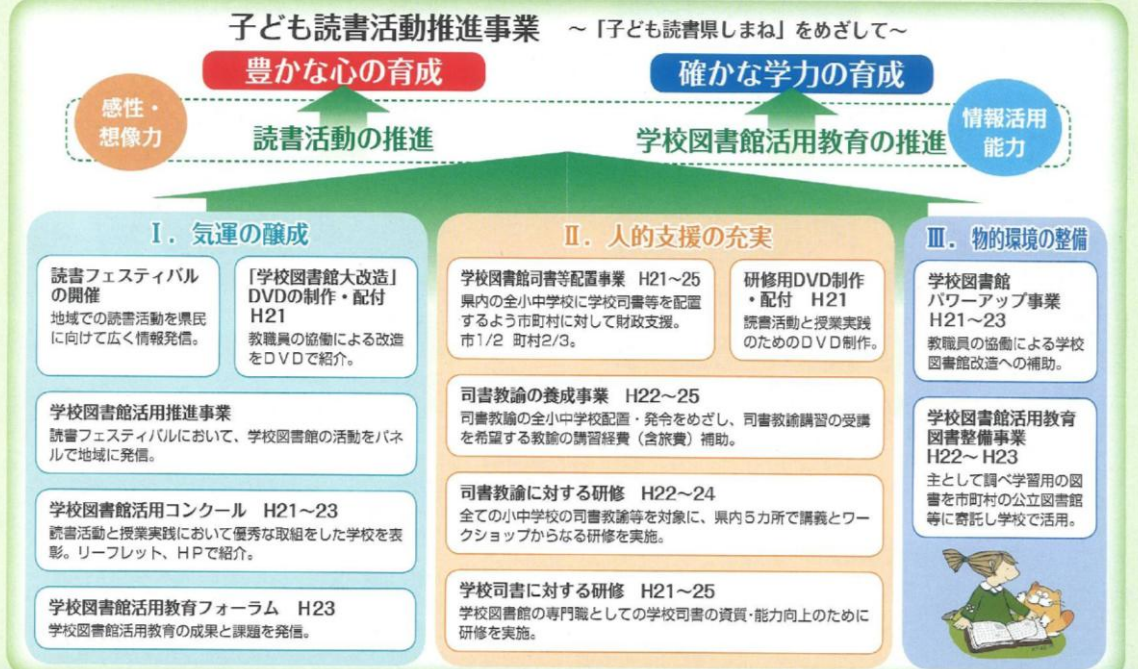 子ども読書活動推進事業 ～「子ども読書県しまね」をめざして～
豊かな心の育成
確かな学力の育成
感性・
想像力
読書活動の推進
学校図書館活用教育の推進
情報活用
能力
Ⅰ．気運の醸成
読書フェスティバル
の開催
地域での読書活動を県民
に向けて広く情報発信。
「学校図書館大改造」
DVDの制作・配付
H21
教職員の協働による改造
をDVDで紹介。
学校図書館活用推進事業
読書フェスティバルにおいて、学校図書館の活動をパネ
ルで地域に発信。
学校図書館活用コンクール H21～23
読書活動と授業実践において優秀な取組をした学校を表
彰。リーフレット、HPで紹介。
学校図書館活用教育フォーラム H23
学校図書館活用教育の成果と課題を発信。
Ⅱ．人的支援の充実
学校図書館司書等配置事業 H21～25
県内の全小中学校に学校司書等を配置
するよう市町村に対して財政支援。
市1/2 町村2/3。
研修用DVD制作
・配付 H21
読書活動と授業実践
のためのDVD制作。
司書教諭の養成事業 H22～25
司書教諭の全小中学校配置・発令をめざし、司書教諭講習の受講
を希望する教諭の講習経費（含旅費）補助。
司書教諭に対する研修 H22～24
全ての小中学校の司書教諭等を対象に、県内5カ所で講義とワー
クショップからなる研修を実施。
学校司書に対する研修 H21～25
学校図書館の専門職としての学校司書の資質・能力向上のために
研修を実施。
Ⅲ．物的環境の整備
学校図書館
パワーアップ事業
H21～23
教職員の協働による学校
図書館改造への補助。
学校図書館活用教育
図書整備事業
H22～H23
主として調べ学習用の図
書を市町村の公立図書館
等に寄託し学校で活用。